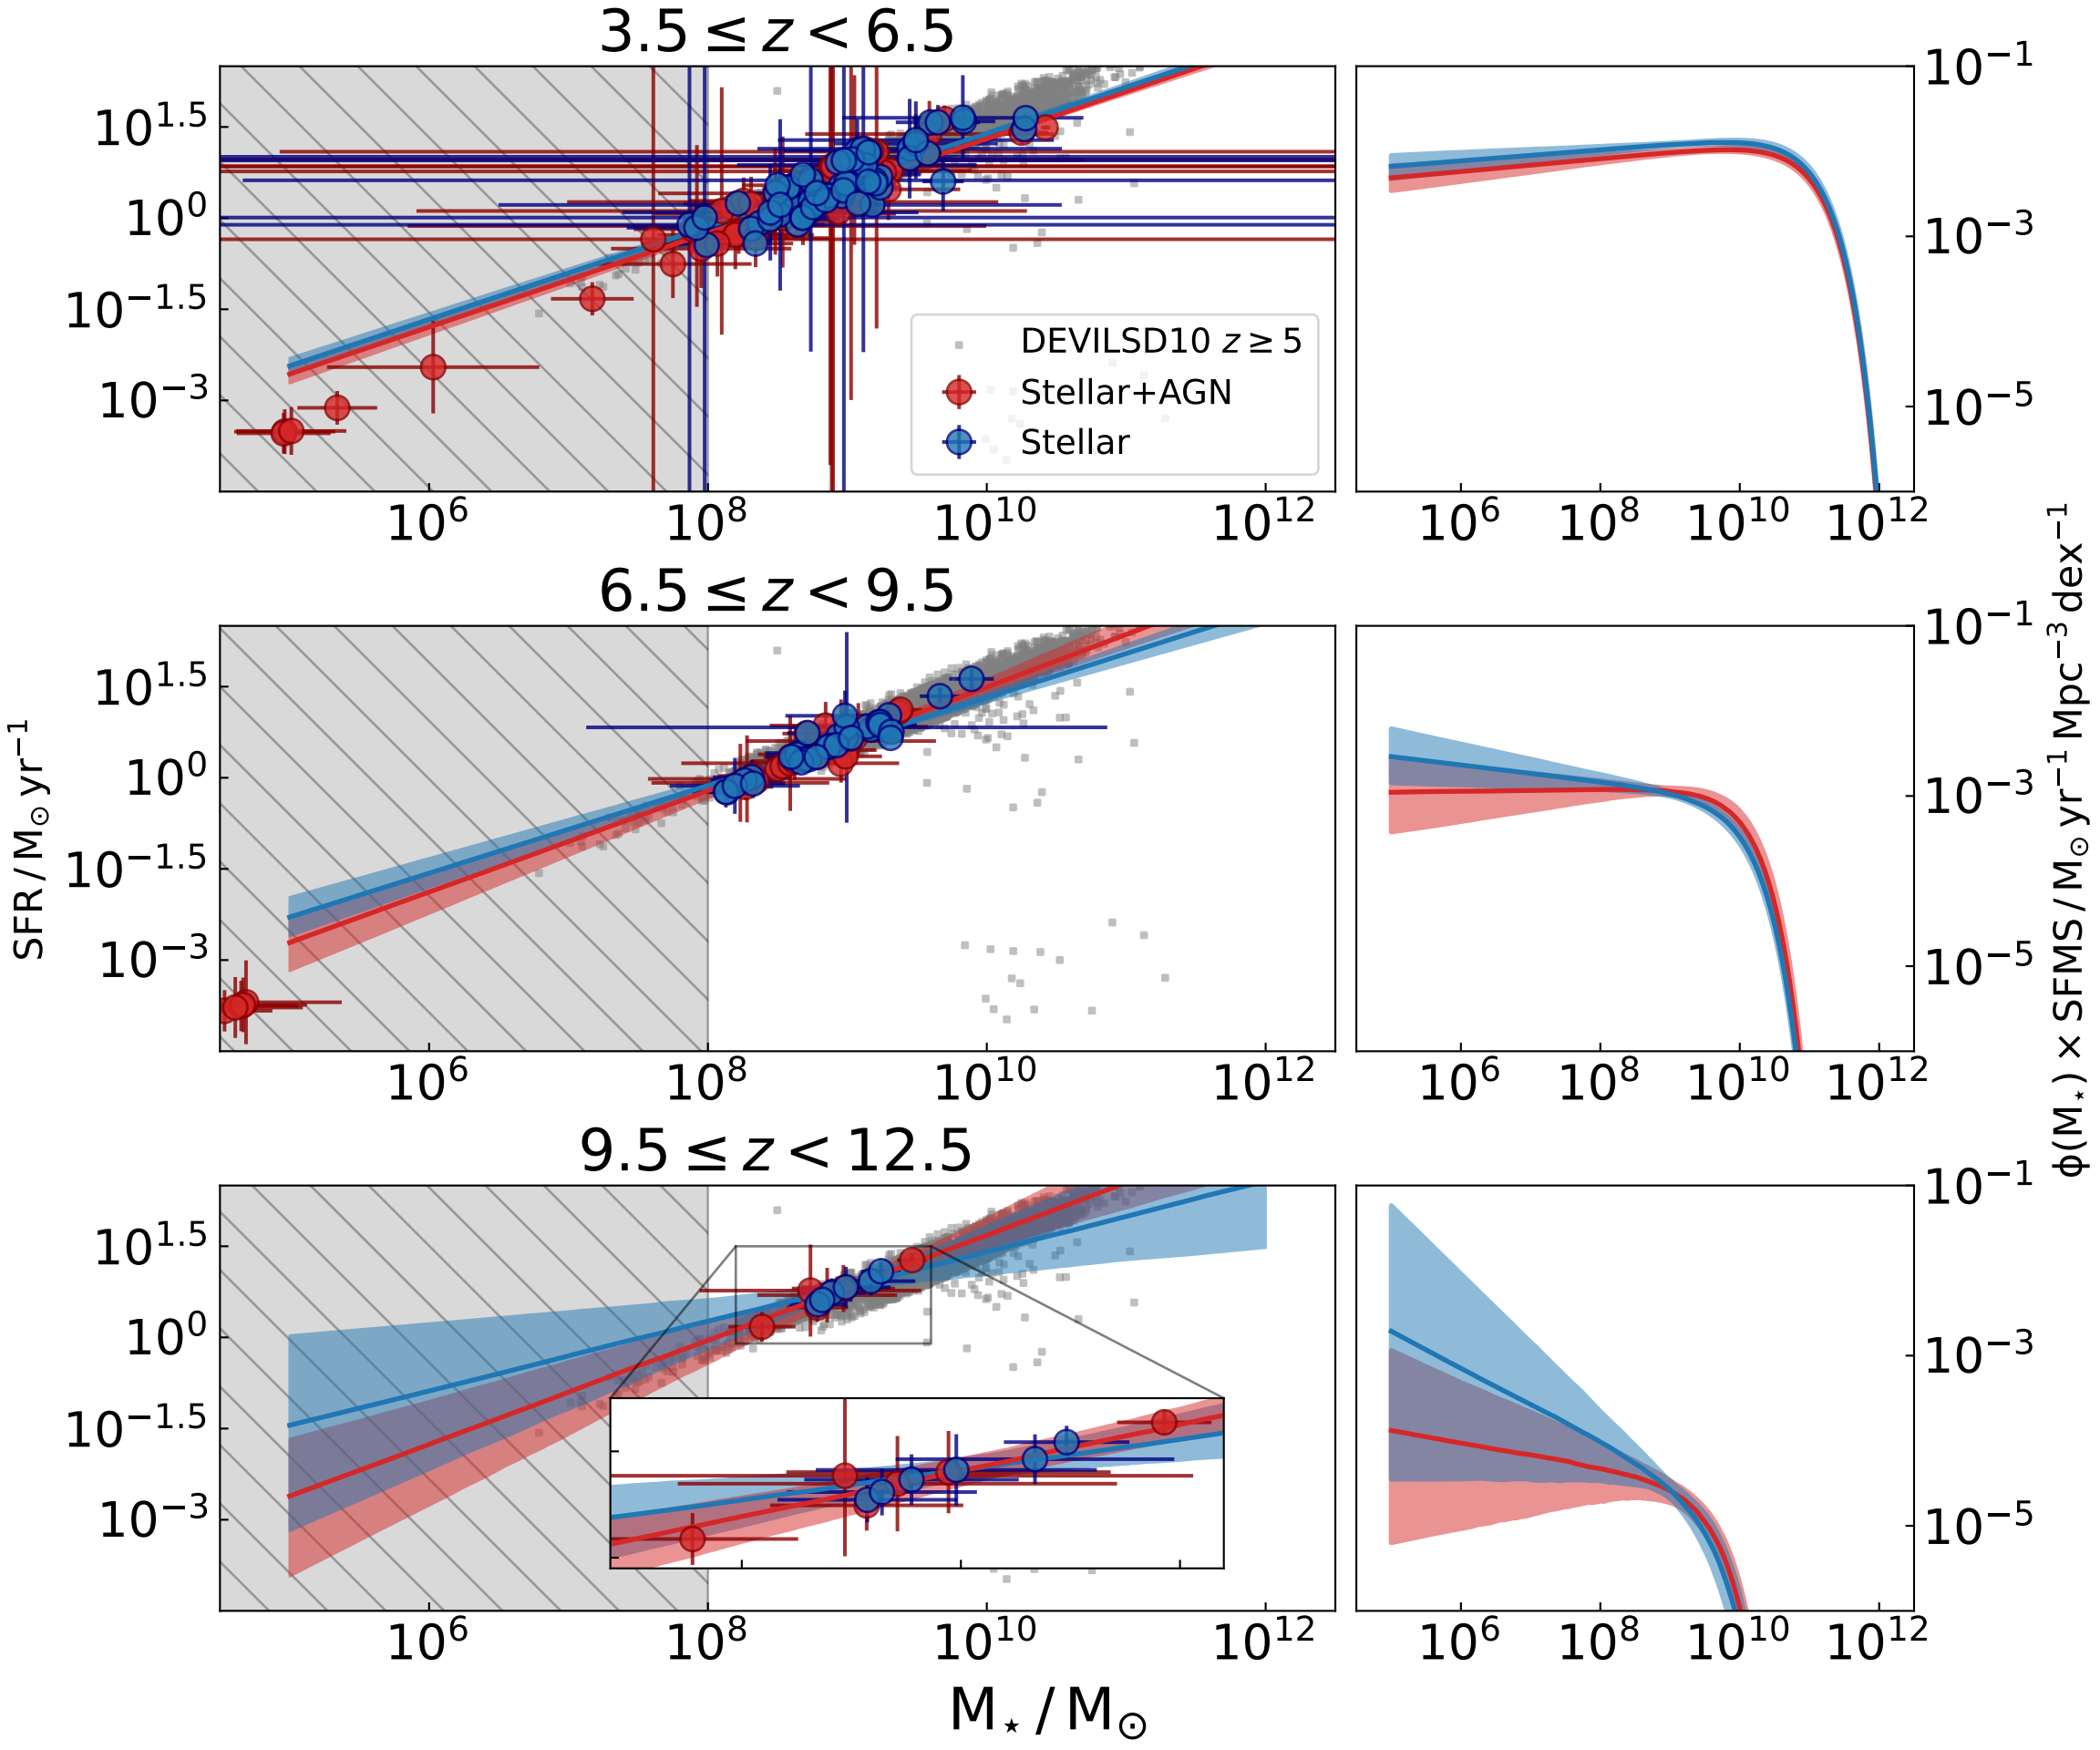 3.5 ≤ z < 6.5
10^1.5
10^0
10^−1.5
10^−3
DEVILSD10 z ≥ 5
Stellar+AGN
Stellar
10^6 10^8 10^10 10^12
10^−1
10^−3
10^−5
10^6 10^8 10^10 10^12
6.5 ≤ z < 9.5
10^1.5
10^0
10^−1.5
10^−3
10^6 10^8 10^10 10^12
10^−1
10^−3
10^−5
10^6 10^8 10^10 10^12
9.5 ≤ z < 12.5
10^1.5
10^0
10^−1.5
10^−3
10^6 10^8 10^10 10^12
10^−1
10^−3
10^−5
10^6 10^8 10^10 10^12
SFR / M⊙ yr^−1
ϕ(M⋆) × SFMS / M⊙ yr^−1 Mpc^−3 dex^−1
M⋆ / M⊙